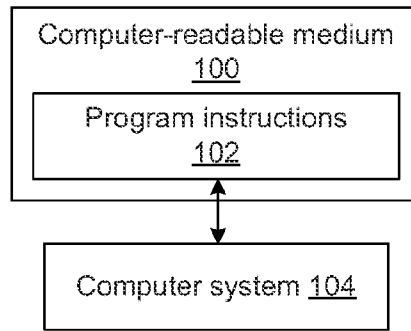 Computer-readable medium
100
Program instructions
102
Computer system 104